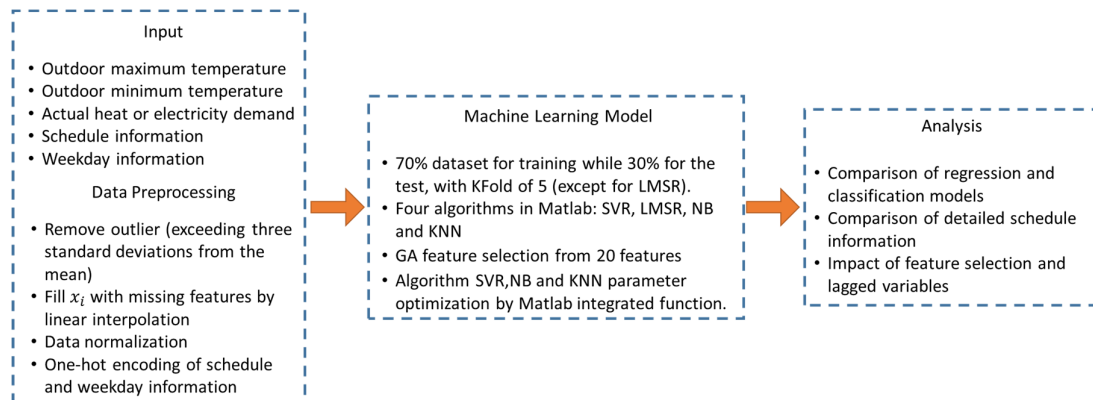 Input
• Outdoor maximum temperature
• Outdoor minimum temperature
• Actual heat or electricity demand
• Schedule information
• Weekday information
Data Preprocessing
• Remove outlier (exceeding three
standard deviations from the
mean)
• Fill x_i with missing features by
linear interpolation
• Data normalization
• One-hot encoding of schedule
and weekday information
Machine Learning Model
• 70% dataset for training while 30% for the
test, with KFold of 5 (except for LMSR).
• Four algorithms in Matlab: SVR, LMSR, NB
and KNN
• GA feature selection from 20 features
• Algorithm SVR,NB and KNN parameter
optimization by Matlab integrated function.
Analysis
• Comparison of regression and
classification models
• Comparison of detailed schedule
information
• Impact of feature selection and
lagged variables